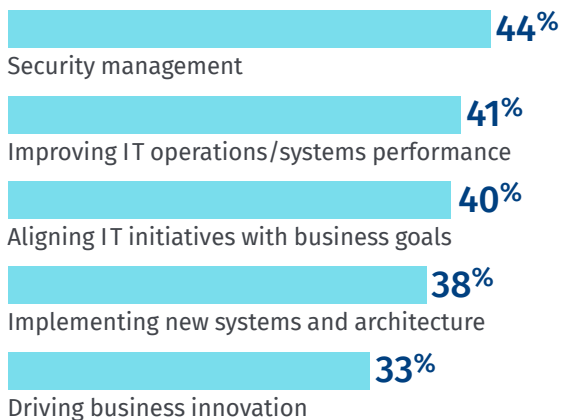 44%
Security management
41%
Improving IT operations/systems performance
40%
Aligning IT initiatives with business goals
38%
Implementing new systems and architecture
33%
Driving business innovation